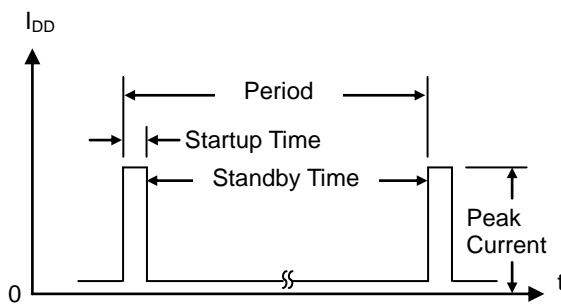 I_DD
Period
Startup Time
Standby Time
Peak
Current
0
t